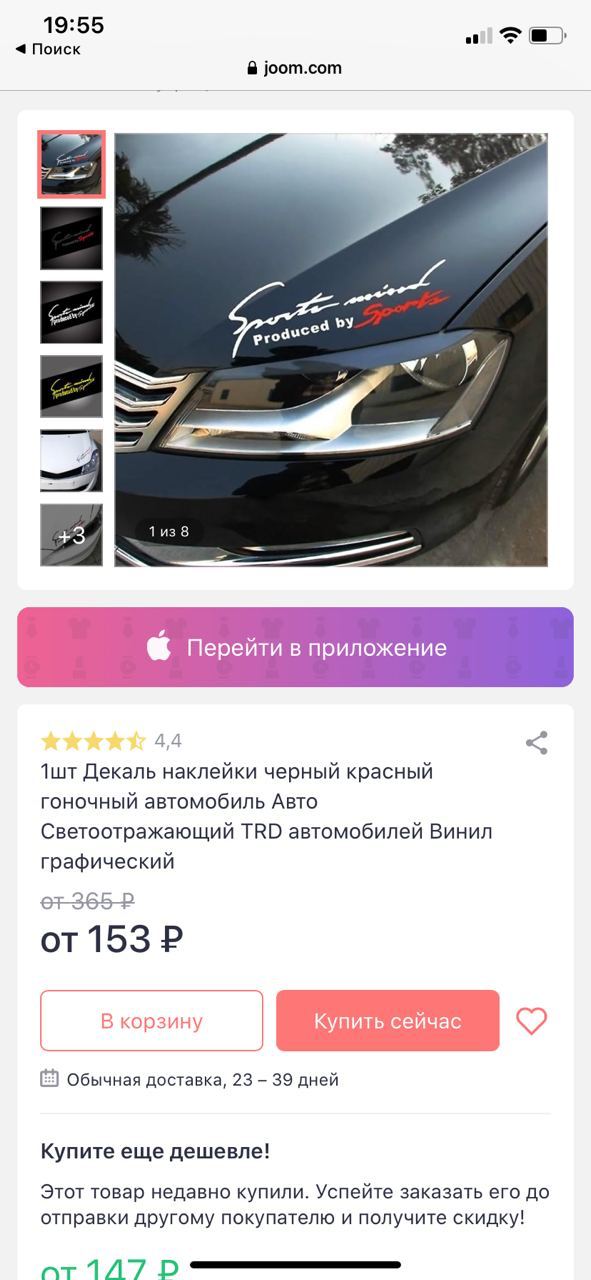 19:55
◀ Поиск
joom.com
Sports mind
Produced by Sports
+3
1 из 8
Перейти в приложение
4,4
1шт Декаль наклейки черный красный
гоночный автомобиль Авто
Светоотражающий TRD автомобилей Винил
графический
от 365 ₽
от 153 ₽
В корзину
Купить сейчас
Обычная доставка, 23 – 39 дней
Купите еще дешевле!
Этот товар недавно купили. Успейте заказать его до
отправки другому покупателю и получите скидку!
от 147 ₽